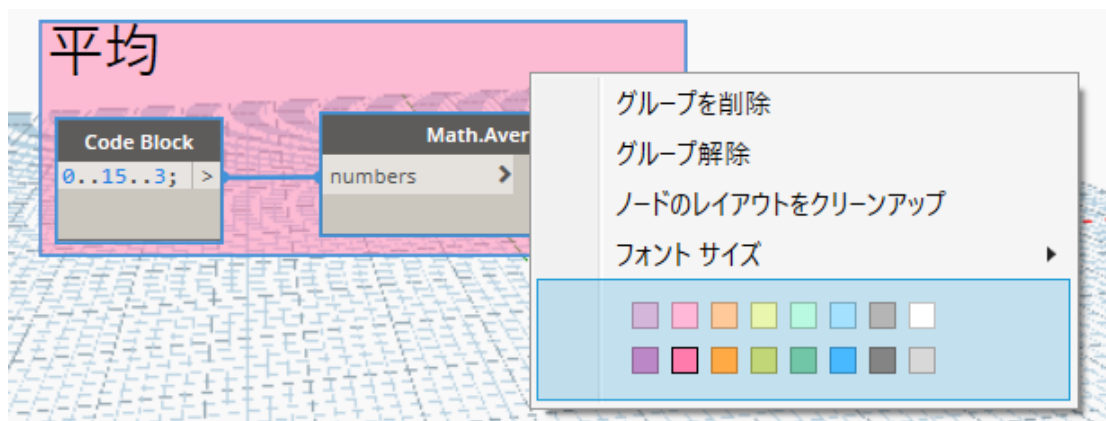 平均
Code Block
0..15..3;
>
Math.Aver
numbers
>
グループを削除
グループ解除
ノードのレイアウトをクリーンアップ
フォント サイズ